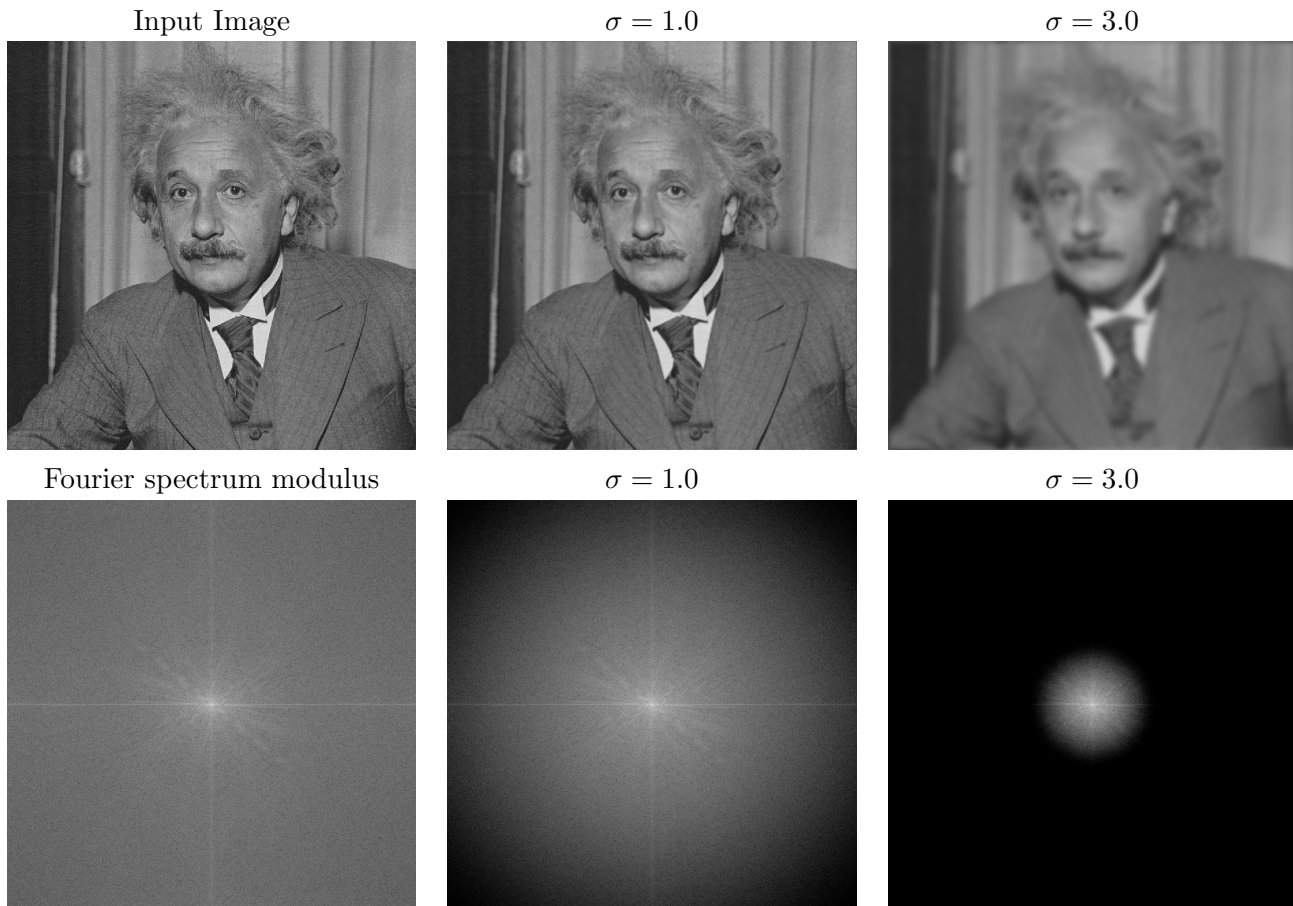 Input Image
σ = 1.0
σ = 3.0
Fourier spectrum modulus
σ = 1.0
σ = 3.0